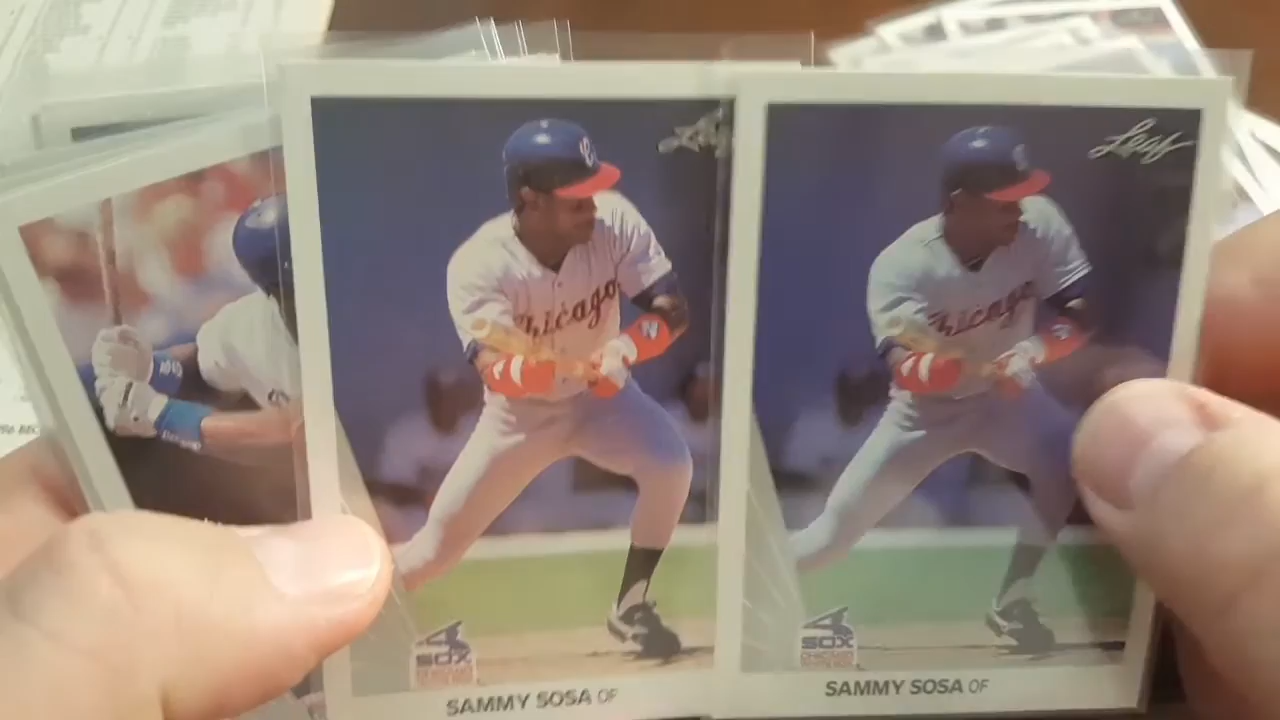 Leaf
Leaf
Chicago
Chicago
SOX
SOX
SAMMY SOSA OF
SAMMY SOSA OF